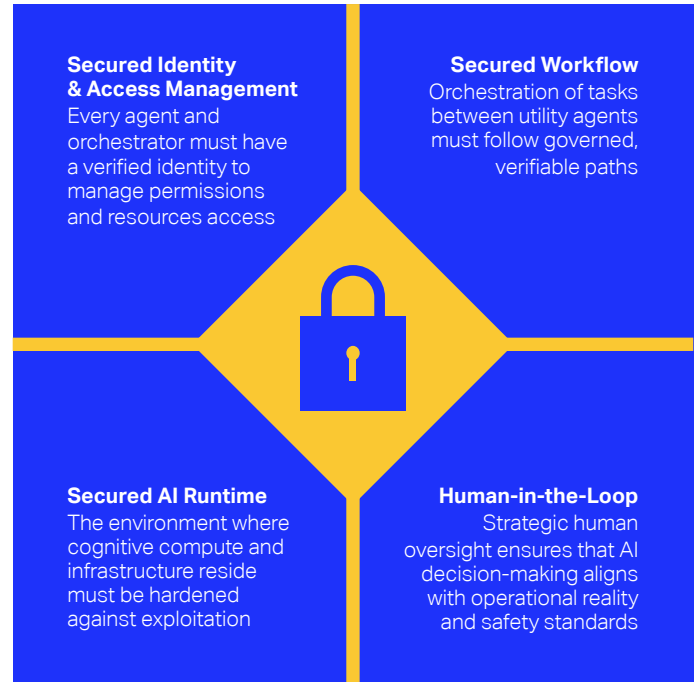 Secured Identity
& Access Management
Every agent and
orchestrator must have
a verified identity to
manage permissions
and resources access
Secured Workflow
Orchestration of tasks
between utility agents
must follow governed,
verifiable paths
Secured AI Runtime
The environment where
cognitive compute and
infrastructure reside
must be hardened
against exploitation
Human-in-the-Loop
Strategic human
oversight ensures that AI
decision-making aligns
with operational reality
and safety standards